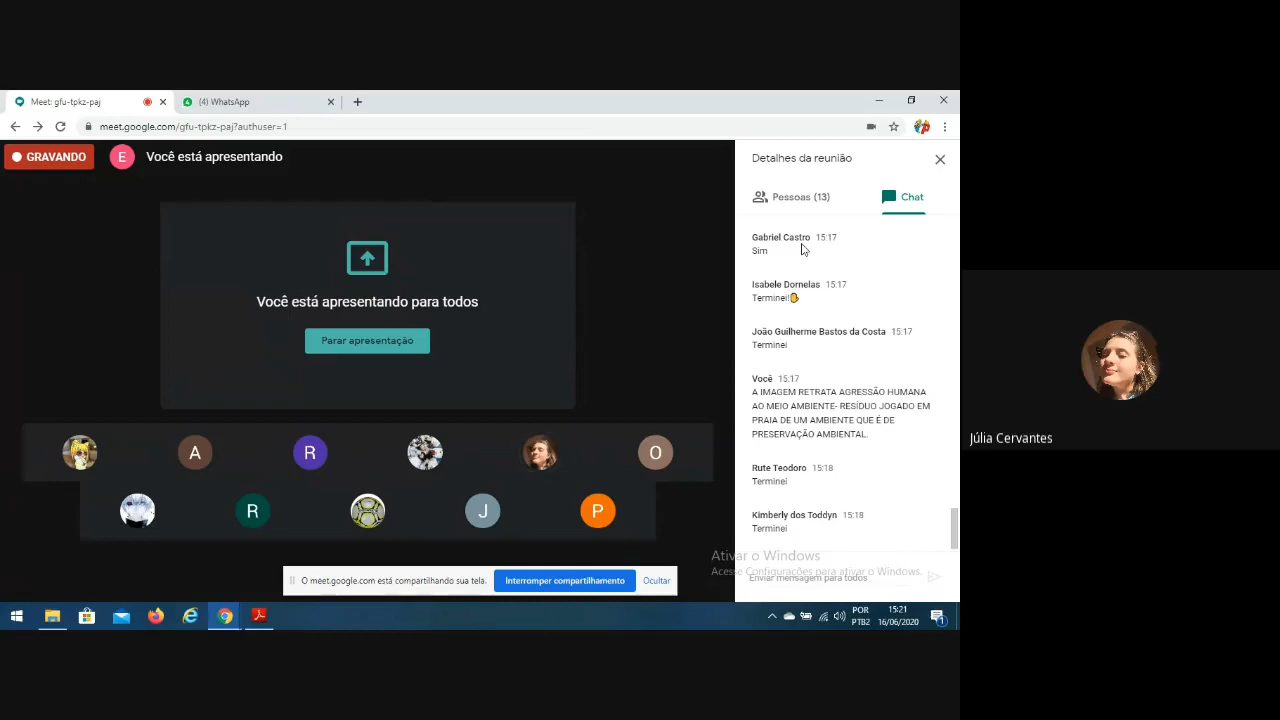 Meet: gfu-tpkz-paj
(4) WhatsApp
meet.google.com/gfu-tpkz-paj?authuser=1
GRAVANDO
E
Você está apresentando
Detalhes da reunião
Pessoas (13)
Chat
Você está apresentando para todos
Parar apresentação
Gabriel Castro 15:17
Sim
Isabele Dornelas 15:17
Terminei!
João Guilherme Bastos da Costa 15:17
Terminei
Você 15:17
A IMAGEM RETRATA AGRESSÃO HUMANA
AO MEIO AMBIENTE- RESÍDUO JOGADO EM
PRAIA DE UM AMBIENTE QUE É DE
PRESERVAÇÃO AMBIENTAL.
Rute Teodoro 15:18
Terminei
Kimberly dos Toddyn 15:18
Terminei
A R O
R J P
Ativar o Windows
Acesse Configurações para ativar o Windows.
Enviar mensagem para todos
O meet.google.com está compartilhando sua tela.
Interromper compartilhamento
Ocultar
POR
PTB2
15:21
16/06/2020
1
Júlia Cervantes